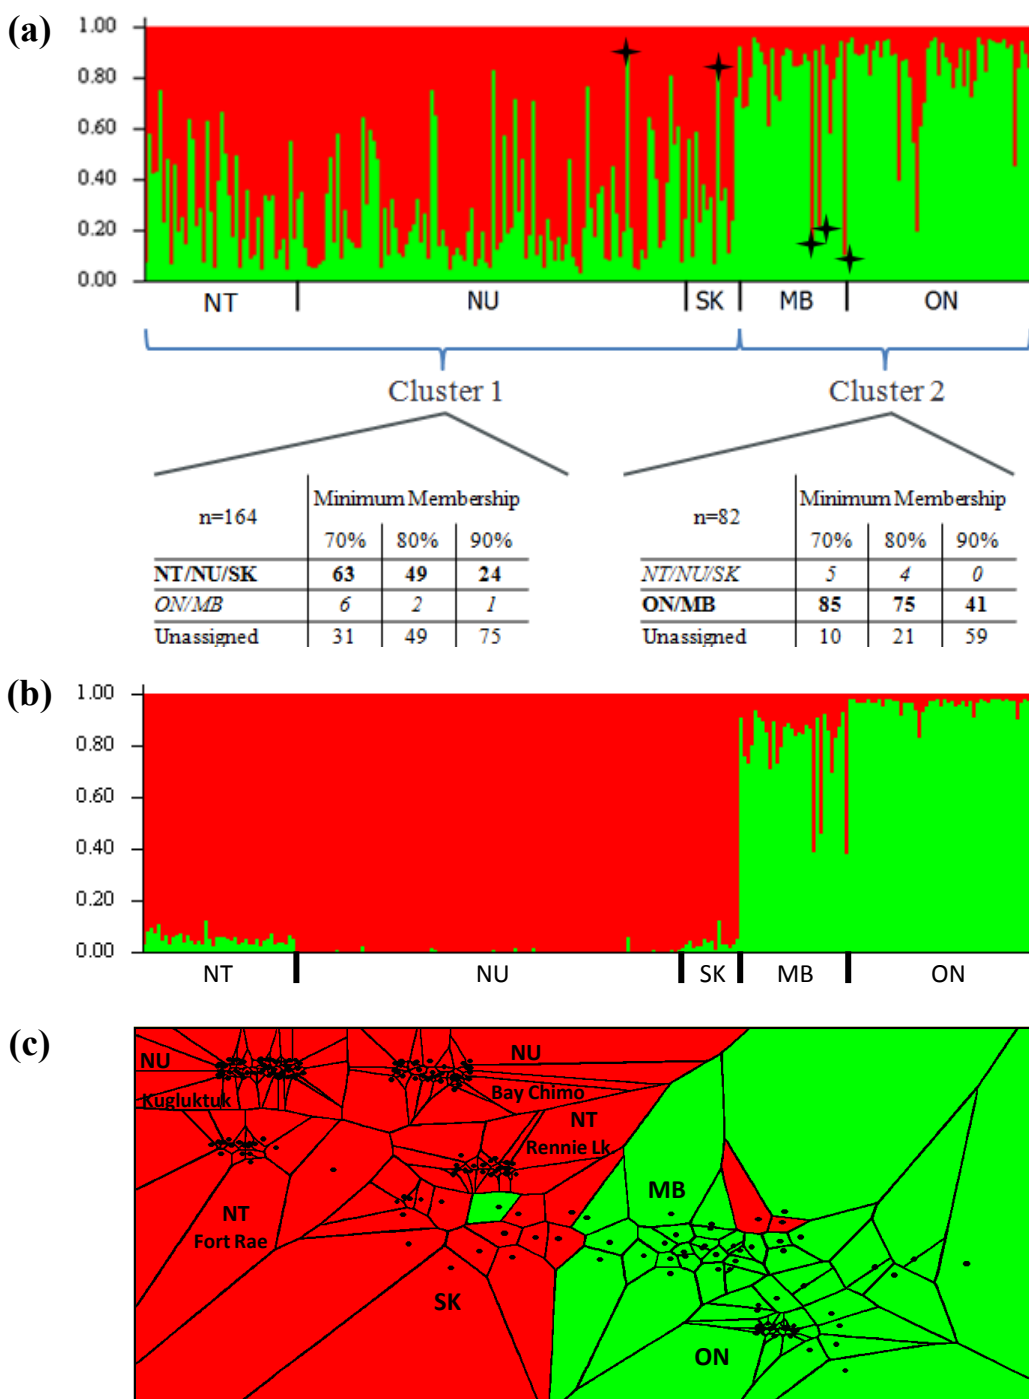 (a)
1.00
0.80
0.60
0.40
0.20
0.00
NT NU SK MB ON
Cluster 1 Cluster 2
n=164 Minimum Membership
70% 80% 90%
NT/NU/SK 63 49 24
ON/MB 6 2 1
Unassigned 31 49 75
n=82 Minimum Membership
70% 80% 90%
NT/NU/SK 5 4 0
ON/MB 85 75 41
Unassigned 10 21 59
(b)
1.00
0.80
0.60
0.40
0.20
0.00
NT NU SK MB ON
(c)
NU NU
Kugluktuk Bay Chimo
NT
Rennie Lk.
MB
NT
Fort Rae
SK
ON